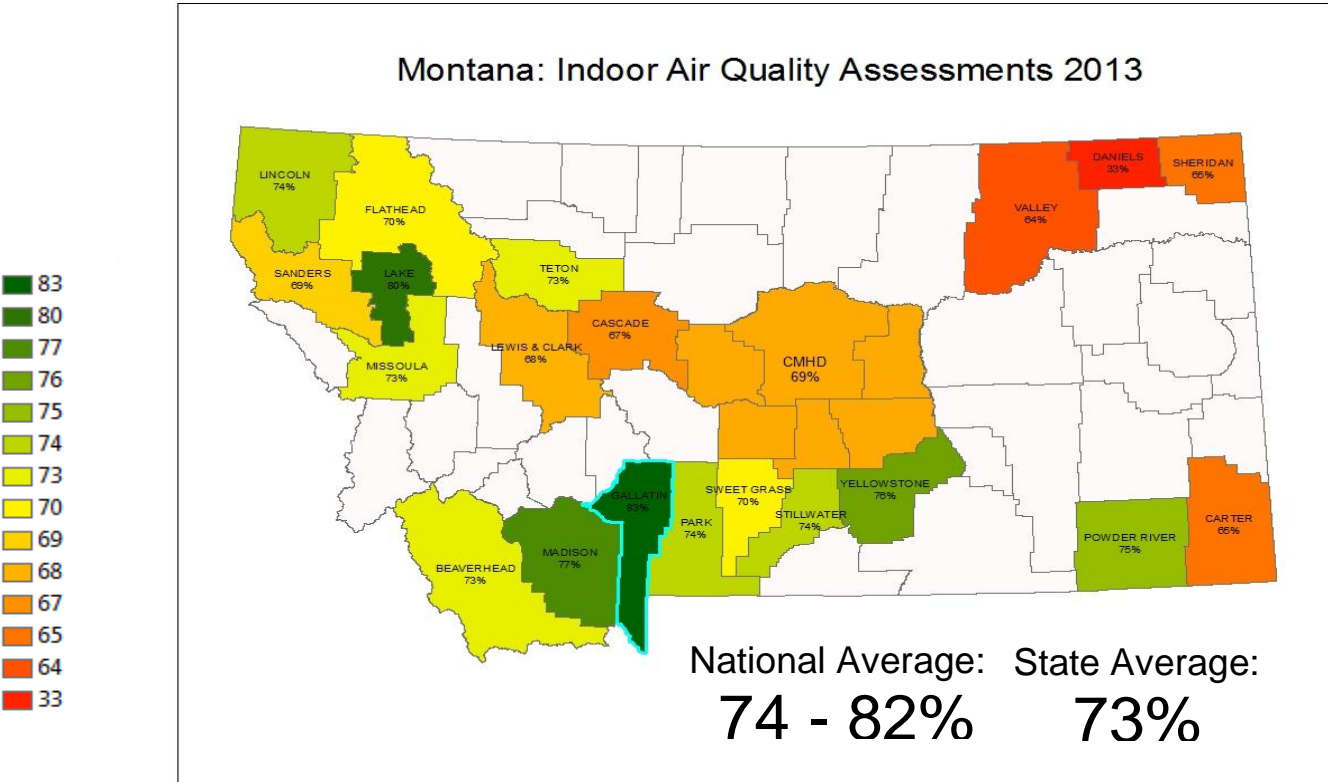 Montana: Indoor Air Quality Assessments 2013
83
80
77
76
75
74
73
70
69
68
67
65
64
33
LINCOLN
74%
FLATHEAD
70%
SANDERS
69%
LAKE
80%
MISSOULA
73%
TETON
73%
LEWIS & CLARK
68%
CASCADE
67%
CMHD
69%
VALLEY
64%
DANIELS
33%
SHERIDAN
65%
BEAVERHEAD
73%
MADISON
77%
GALLATIN
83%
PARK
74%
SWEET GRASS
70%
STILLWATER
74%
YELLOWSTONE
76%
POWDER RIVER
75%
CARTER
65%
National Average:
74 - 82%
State Average:
73%